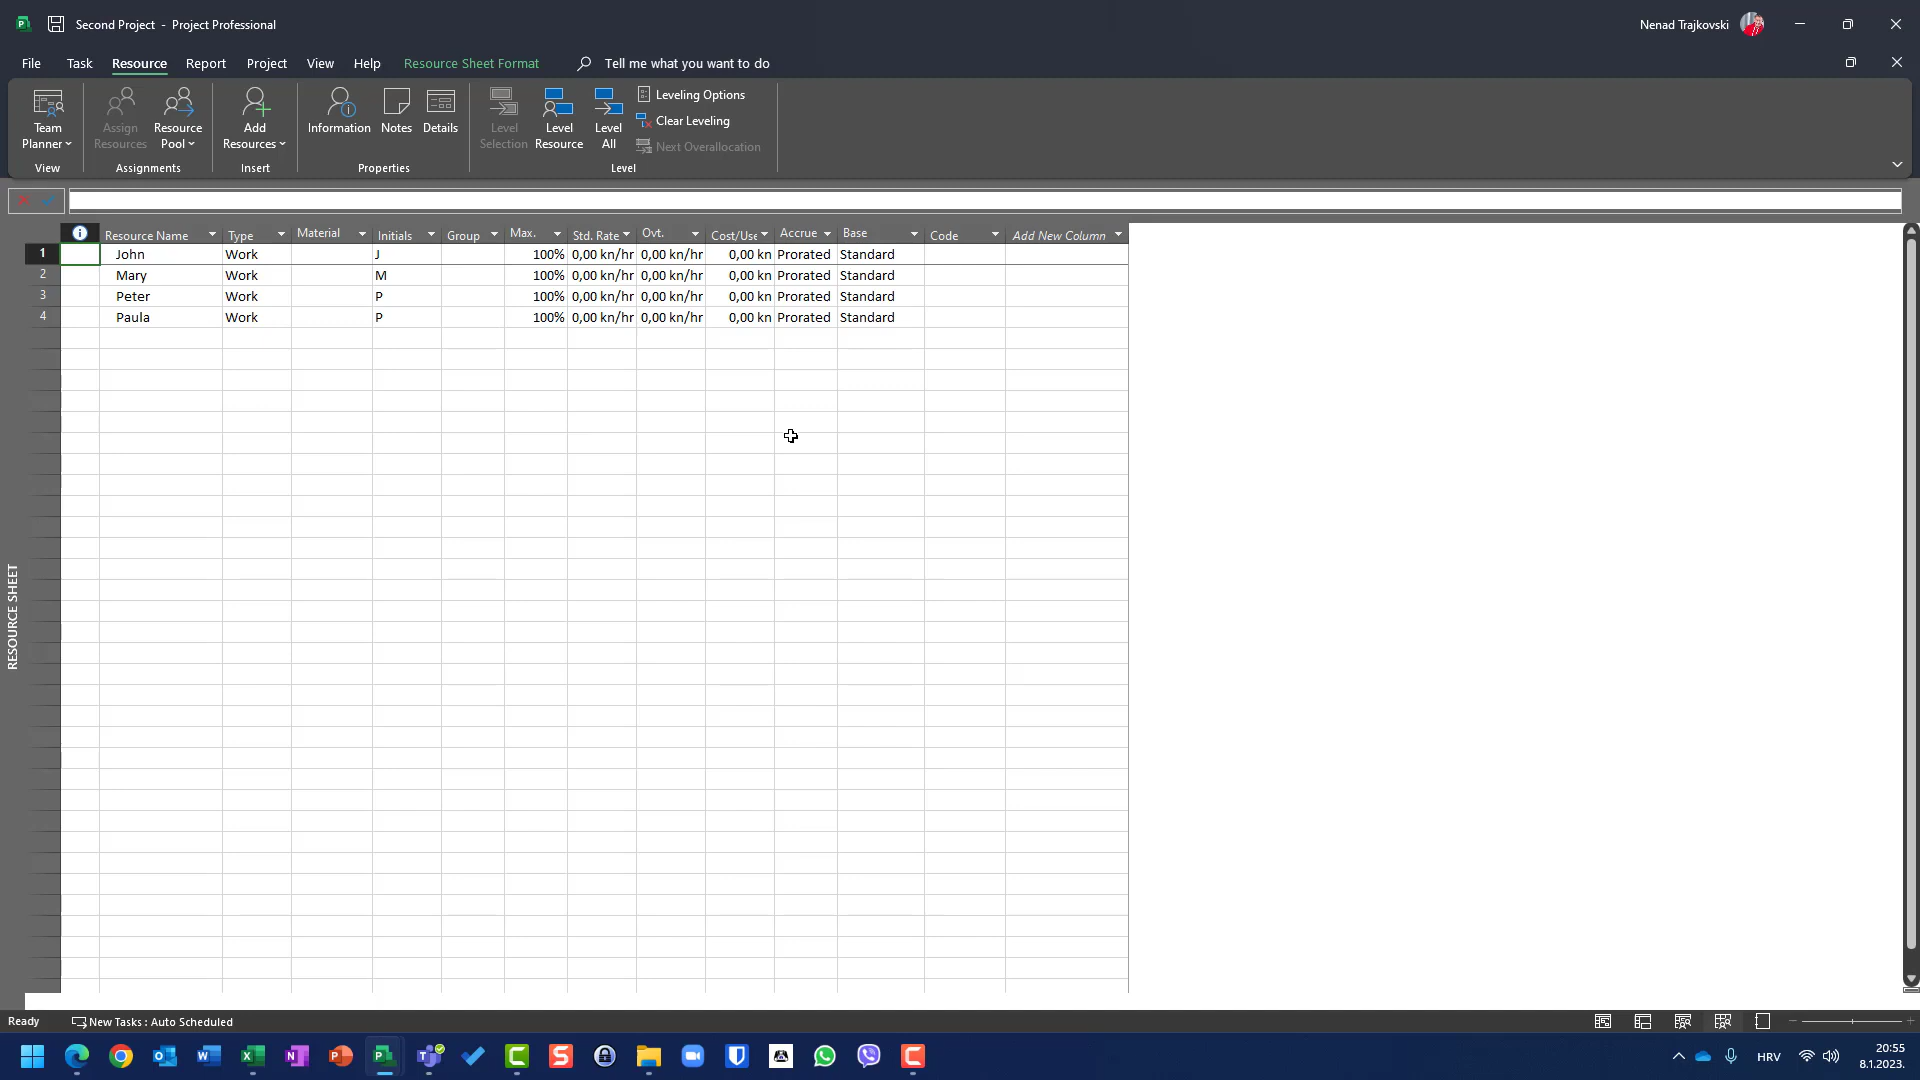 Second Project - Project Professional
Nenad Trajkovski
File Task Resource Report Project View Help Resource Sheet Format Tell me what you want to do
Team Planner
View
Assign Resources
Resource Pool
Assignments
Add Resources
Insert
Information
Notes
Details
Properties
Level Selection
Level Resource
Level All
Leveling Options
Clear Leveling
Next Overallocation
Level
Resource Name Type Material Initials Group Max. Std. Rate Ovt. Cost/Use Accrue Base Code Add New Column
1 John Work J 100% 0,00 kn/hr 0,00 kn/hr 0,00 kn Prorated Standard
2 Mary Work M 100% 0,00 kn/hr 0,00 kn/hr 0,00 kn Prorated Standard
3 Peter Work P 100% 0,00 kn/hr 0,00 kn/hr 0,00 kn Prorated Standard
4 Paula Work P 100% 0,00 kn/hr 0,00 kn/hr 0,00 kn Prorated Standard
RESOURCE SHEET
Ready New Tasks : Auto Scheduled
HRV
20:55
8.1.2023.